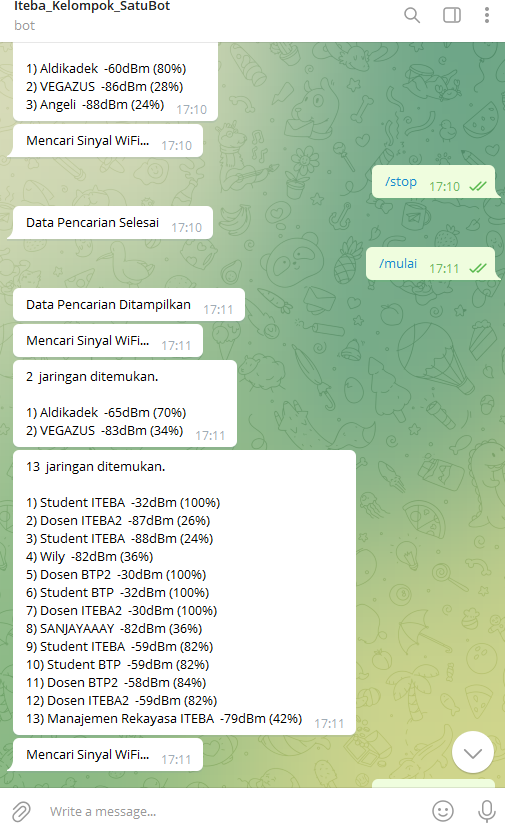 Iteba_Kelompok_SatuBot
bot
1) Aldikadek -60dBm (80%)
2) VEGAZUS -86dBm (28%)
3) Angeli -88dBm (24%) 17:10
Mencari Sinyal WiFi... 17:10
/stop 17:10
Data Pencarian Selesai 17:10
/mulai 17:11
Data Pencarian Ditampilkan 17:11
Mencari Sinyal WiFi... 17:11
2 jaringan ditemukan.
1) Aldikadek -65dBm (70%)
2) VEGAZUS -83dBm (34%) 17:11
13 jaringan ditemukan.
1) Student ITEBA -32dBm (100%)
2) Dosen ITEBA2 -87dBm (26%)
3) Student ITEBA -88dBm (24%)
4) Wily -82dBm (36%)
5) Dosen BTP2 -30dBm (100%)
6) Student BTP -32dBm (100%)
7) Dosen ITEBA2 -30dBm (100%)
8) SANJAYAAAY -82dBm (36%)
9) Student ITEBA -59dBm (82%)
10) Student BTP -59dBm (82%)
11) Dosen BTP2 -58dBm (84%)
12) Dosen ITEBA2 -59dBm (82%)
13) Manajemen Rekayasa ITEBA -79dBm (42%) 17:11
Mencari Sinyal WiFi... 17:11
Write a message...